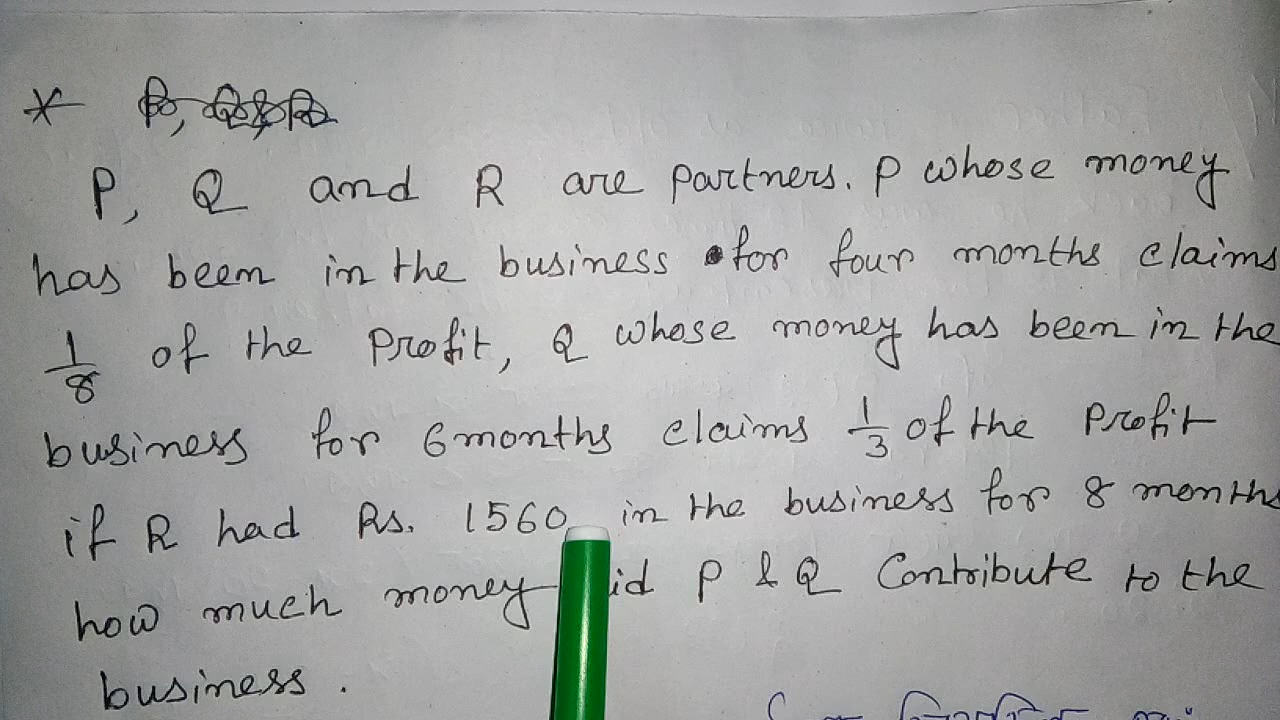 *
P, Q and R are partners. P whose money
has been in the business for four months claims
1/8 of the Profit, Q whose money has been in the
business for 6 months claims 1/3 of the Profit
if R had Rs. 1560 in the business for 8 months
how much money id P & Q Contribute to the
business.